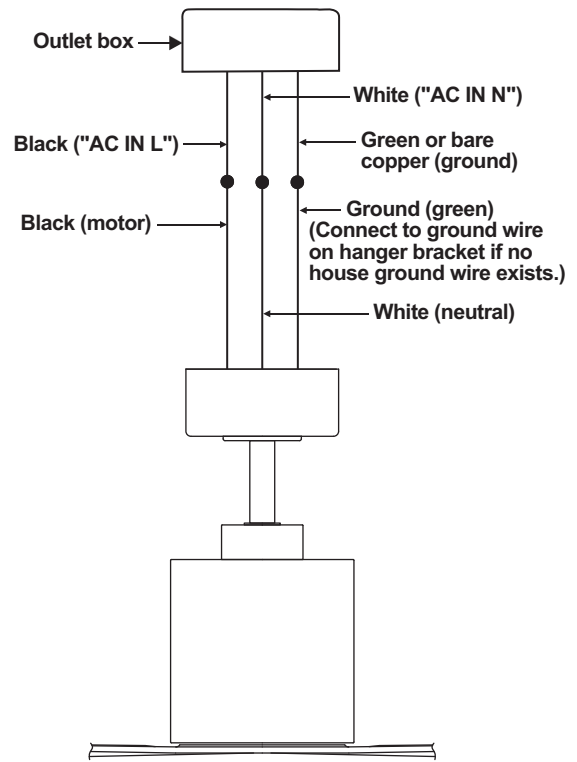 Outlet box
White ("AC IN N")
Black ("AC IN L")
Green or bare
copper (ground)
Black (motor)
Ground (green)
(Connect to ground wire
on hanger bracket if no
house ground wire exists.)
White (neutral)